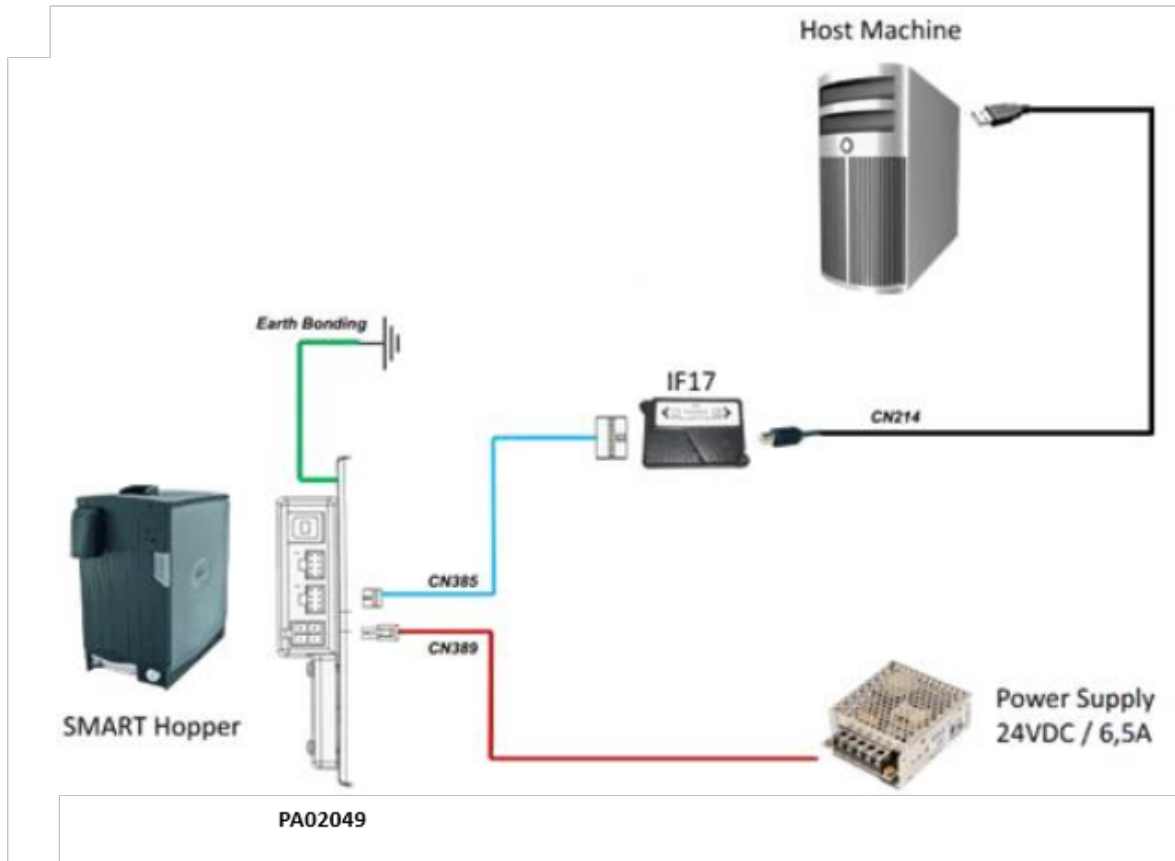 Host Machine
Earth Bonding
IF17
CN214
CN385
CN389
SMART Hopper
Power Supply
24VDC / 6,5A
PA02049